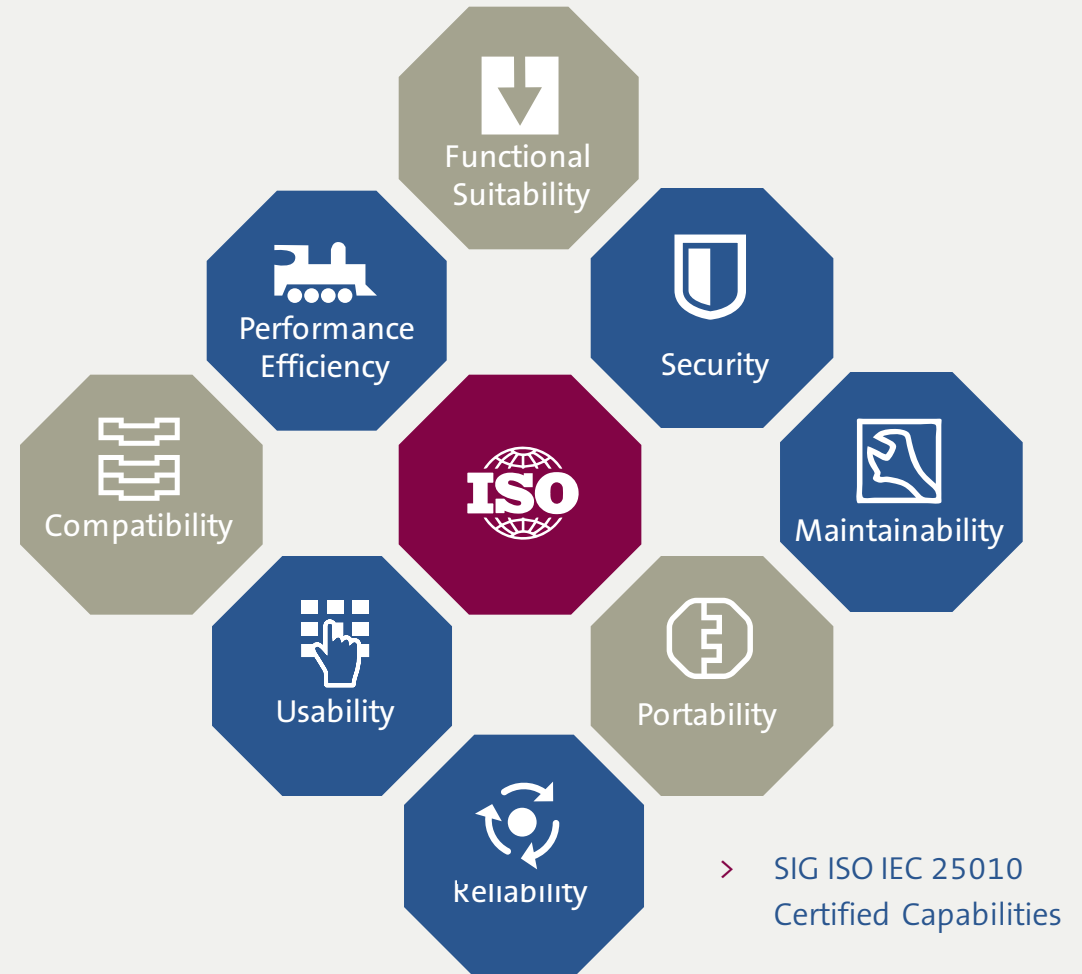 Functional
Suitability
Performance
Efficiency
Security
Compatibility
ISO
Maintainability
Usability
Portability
Reliability
> SIG ISO IEC 25010
Certified Capabilities